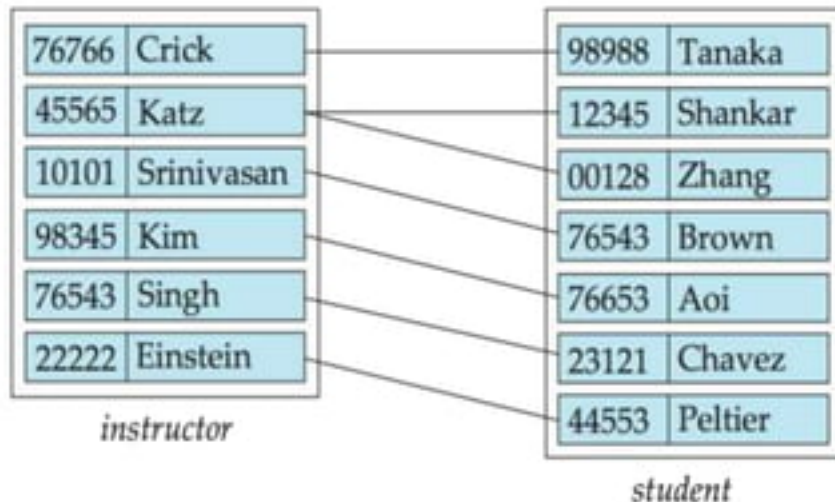 76766 Crick
45565 Katz
10101 Srinivasan
98345 Kim
76543 Singh
22222 Einstein
instructor
98988 Tanaka
12345 Shankar
00128 Zhang
76543 Brown
76653 Aoi
23121 Chavez
44553 Peltier
student